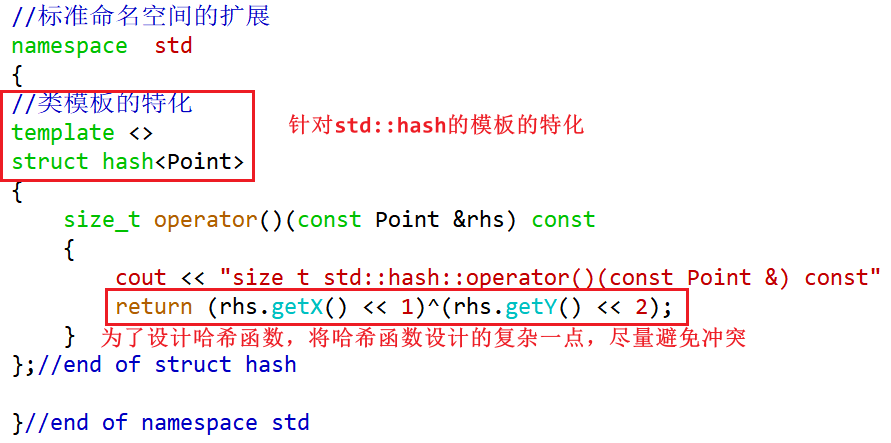 //标准命名空间的扩展
namespace  std
{
//类模板的特化
template <>
struct hash<Point>
针对std::hash的模板的特化
{
    size_t operator()(const Point &rhs) const
    {
        cout << "size_t std::hash::operator()(const Point &) const"
        return (rhs.getX() << 1)^(rhs.getY() << 2);
    }  为了设计哈希函数，将哈希函数设计的复杂一点，尽量避免冲突
};//end of struct hash
}//end of namespace std